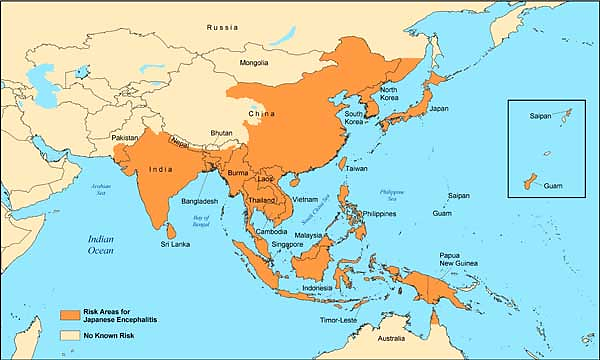 Russia
Mongolia
China
North
Korea
South
Korea
Japan
Pakistan
Nepal
Bhutan
India
Burma
Laos
Thailand
Vietnam
Taiwan
Bangladesh
Arabian
Sea
Bay of
Bengal
South China Sea
Philippine
Sea
Philippines
Saipan
Guam
Saipan
Guam
Indian
Ocean
Sri Lanka
Cambodia
Malaysia
Singapore
Indonesia
Papua
New Guinea
Timor-Leste
Australia
Risk Areas for
Japanese Encephalitis
No Known Risk